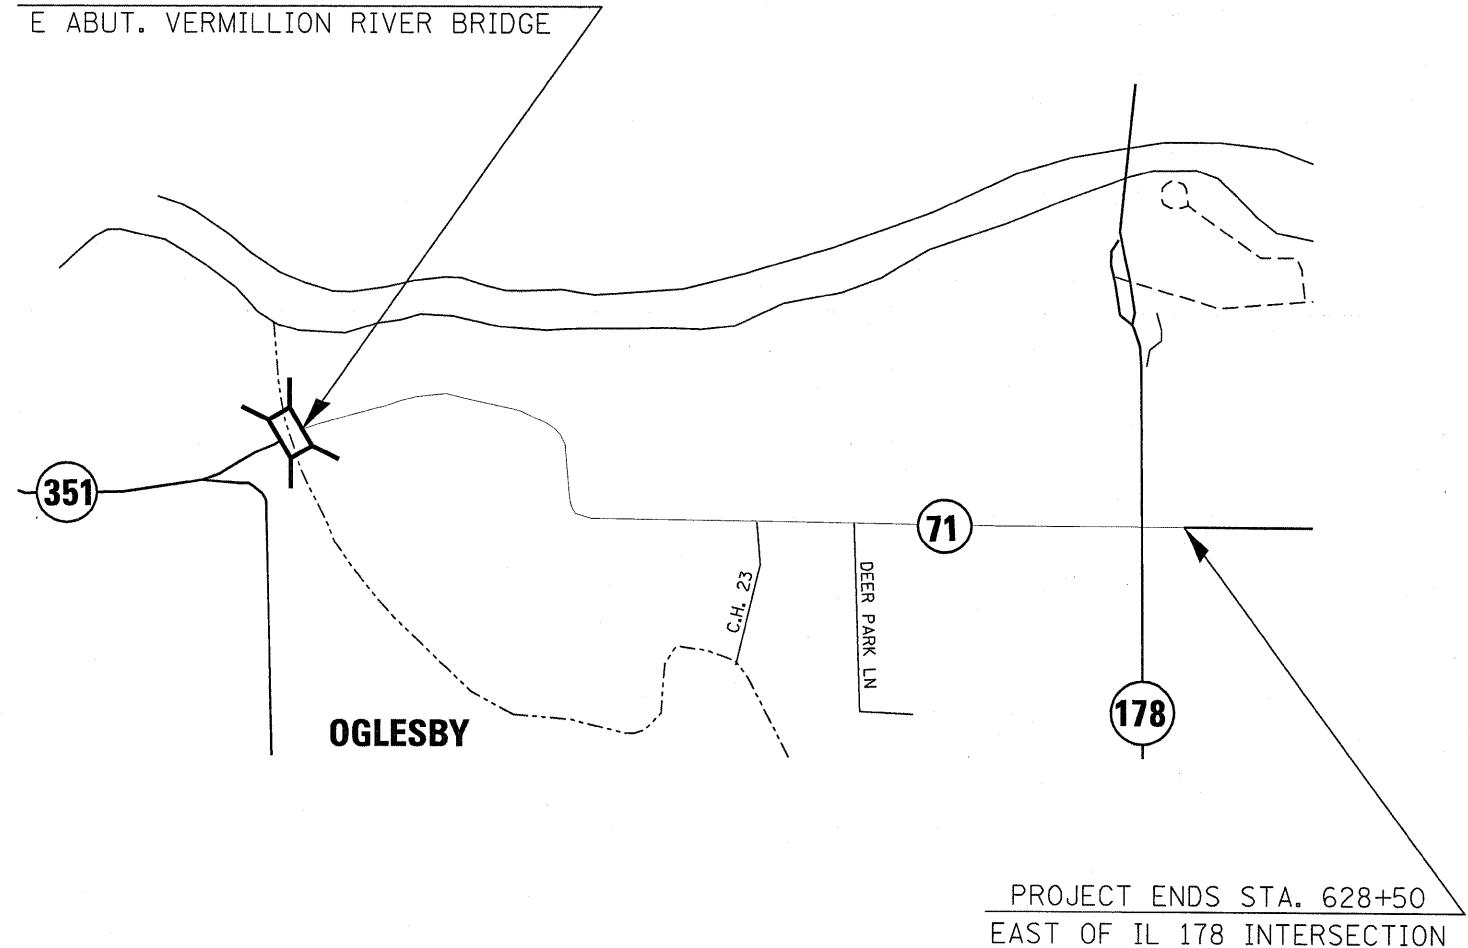 E ABUT. VERMILLION RIVER BRIDGE
351
71
C.H. 23
DEER PARK LN
178
OGLESBY
PROJECT ENDS STA. 628+50
EAST OF IL 178 INTERSECTION